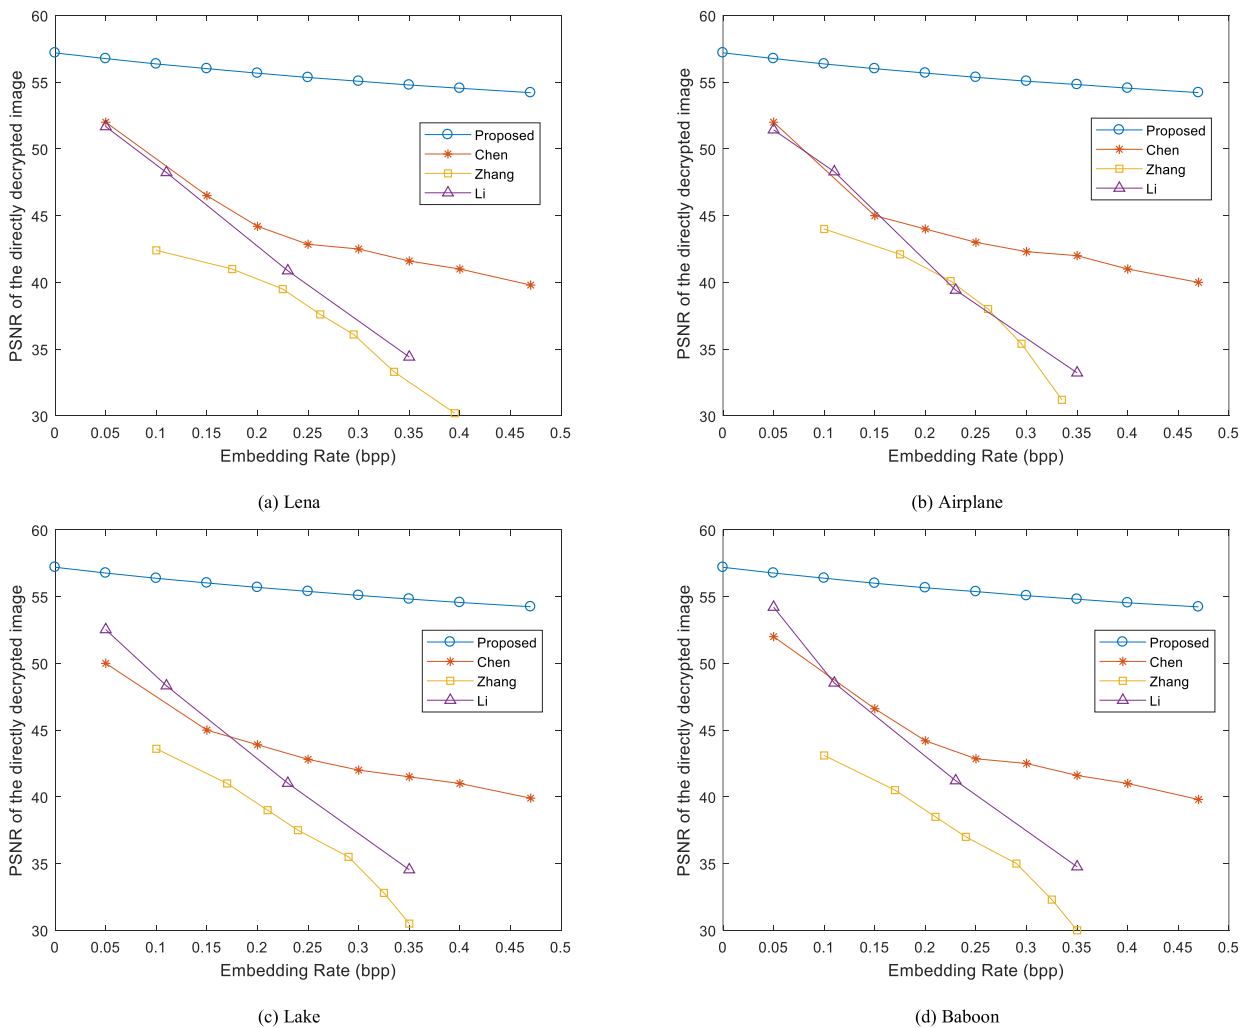 60
55
50
45
40
35
30
PSNR of the directly decrypted image
Proposed
Chen
Zhang
Li
0 0.05 0.1 0.15 0.2 0.25 0.3 0.35 0.4 0.45 0.5
Embedding Rate (bpp)
(a) Lena
60
55
50
45
40
35
30
PSNR of the directly decrypted image
Proposed
Chen
Zhang
Li
0 0.05 0.1 0.15 0.2 0.25 0.3 0.35 0.4 0.45 0.5
Embedding Rate (bpp)
(b) Airplane
60
55
50
45
40
35
30
PSNR of the directly decrypted image
Proposed
Chen
Zhang
Li
0 0.05 0.1 0.15 0.2 0.25 0.3 0.35 0.4 0.45 0.5
Embedding Rate (bpp)
(c) Lake
60
55
50
45
40
35
30
PSNR of the directly decrypted image
Proposed
Chen
Zhang
Li
0 0.05 0.1 0.15 0.2 0.25 0.3 0.35 0.4 0.45 0.5
Embedding Rate (bpp)
(d) Baboon